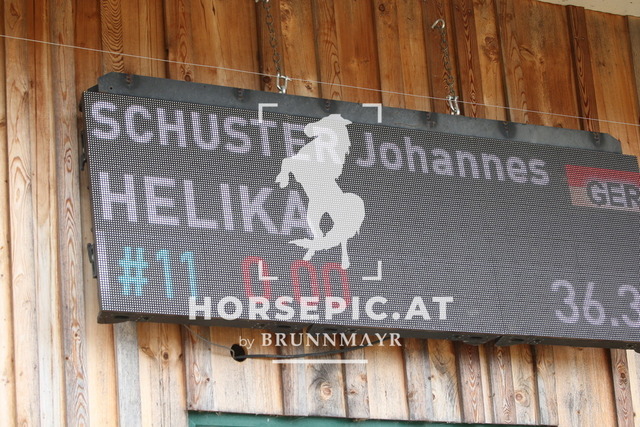 SCHUSTER Johannes
HELIKA
GER
#11 0.00 36.3
HORSEPIC.AT
by BRUNNMAYR